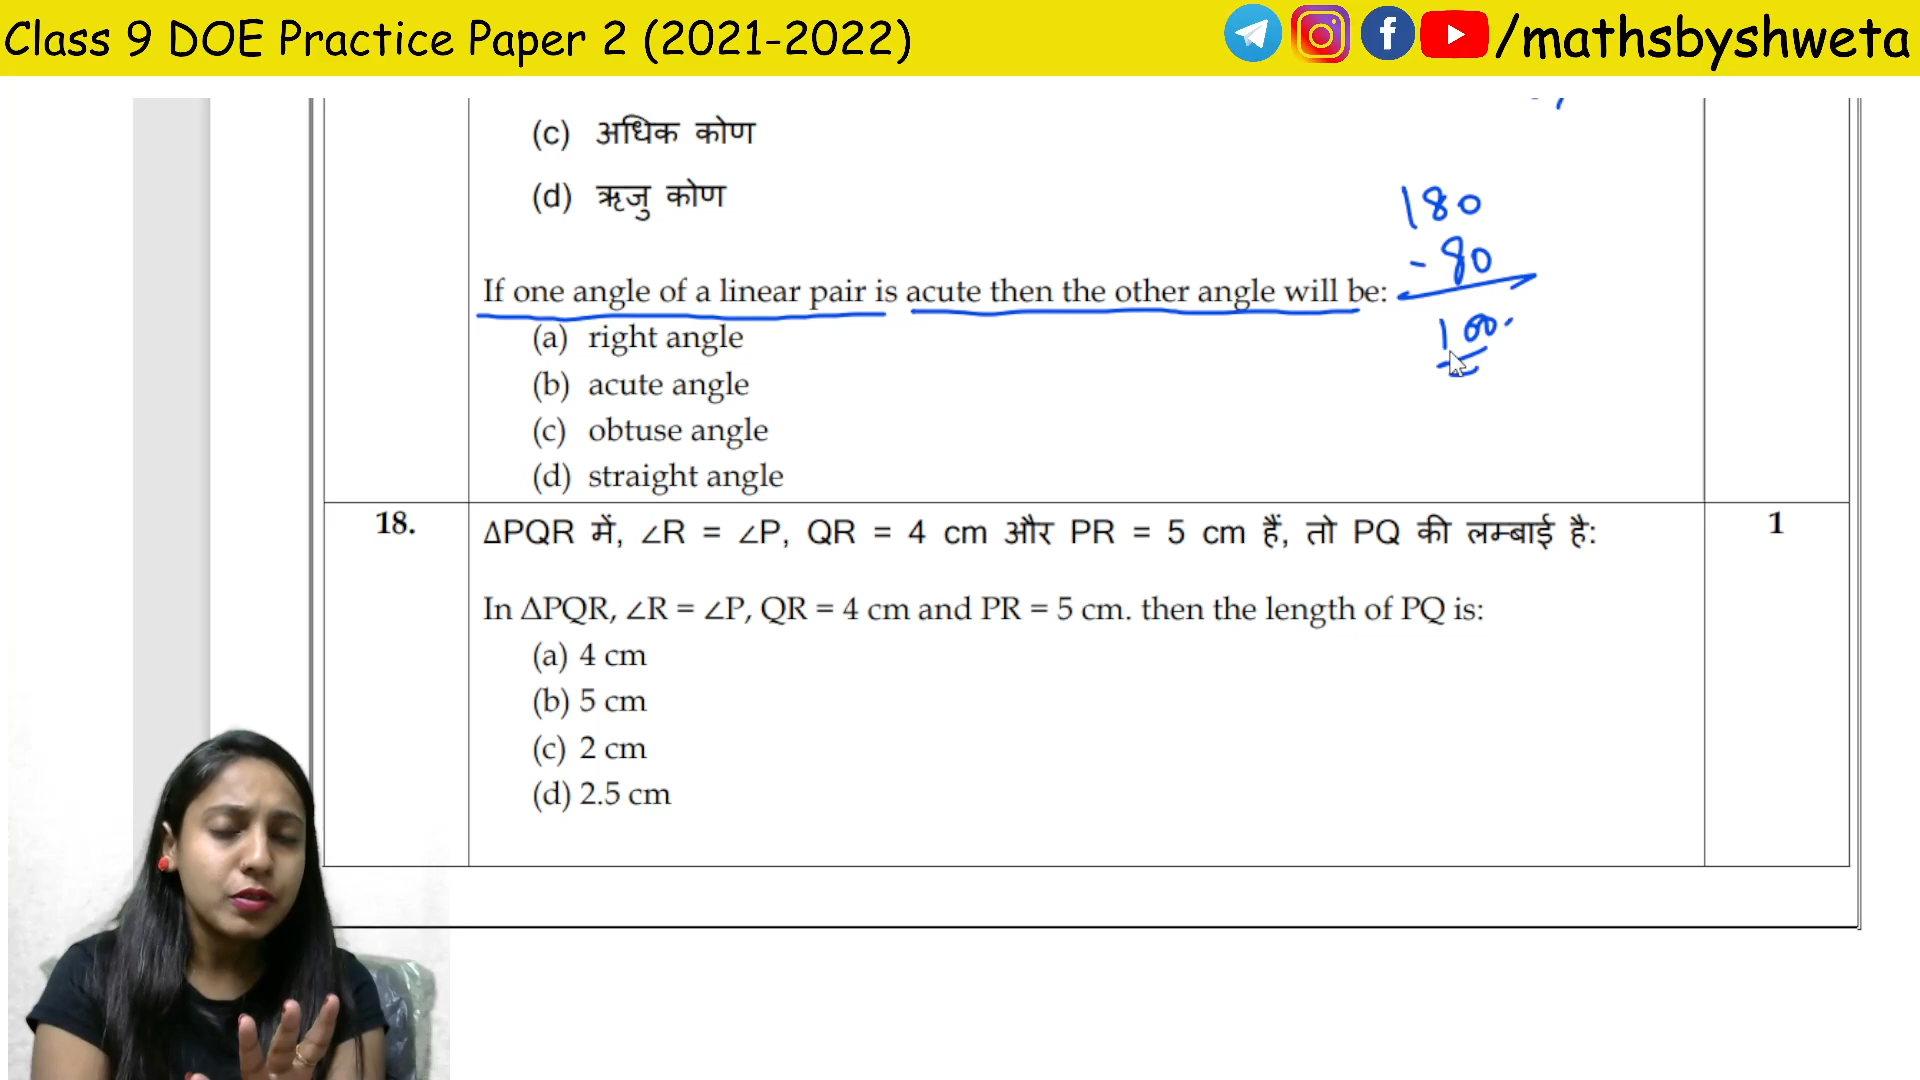 Class 9 DOE Practice Paper 2 (2021-2022)
/mathsbyshweta
(c) अधिक कोण
(d) ऋजु कोण
180
- 80
100
If one angle of a linear pair is acute then the other angle will be:
(a) right angle
(b) acute angle
(c) obtuse angle
(d) straight angle
18.
ΔPQR में, ∠R = ∠P, QR = 4 cm और PR = 5 cm हैं, तो PQ की लम्बाई है:
1
In ΔPQR, ∠R = ∠P, QR = 4 cm and PR = 5 cm. then the length of PQ is:
(a) 4 cm
(b) 5 cm
(c) 2 cm
(d) 2.5 cm